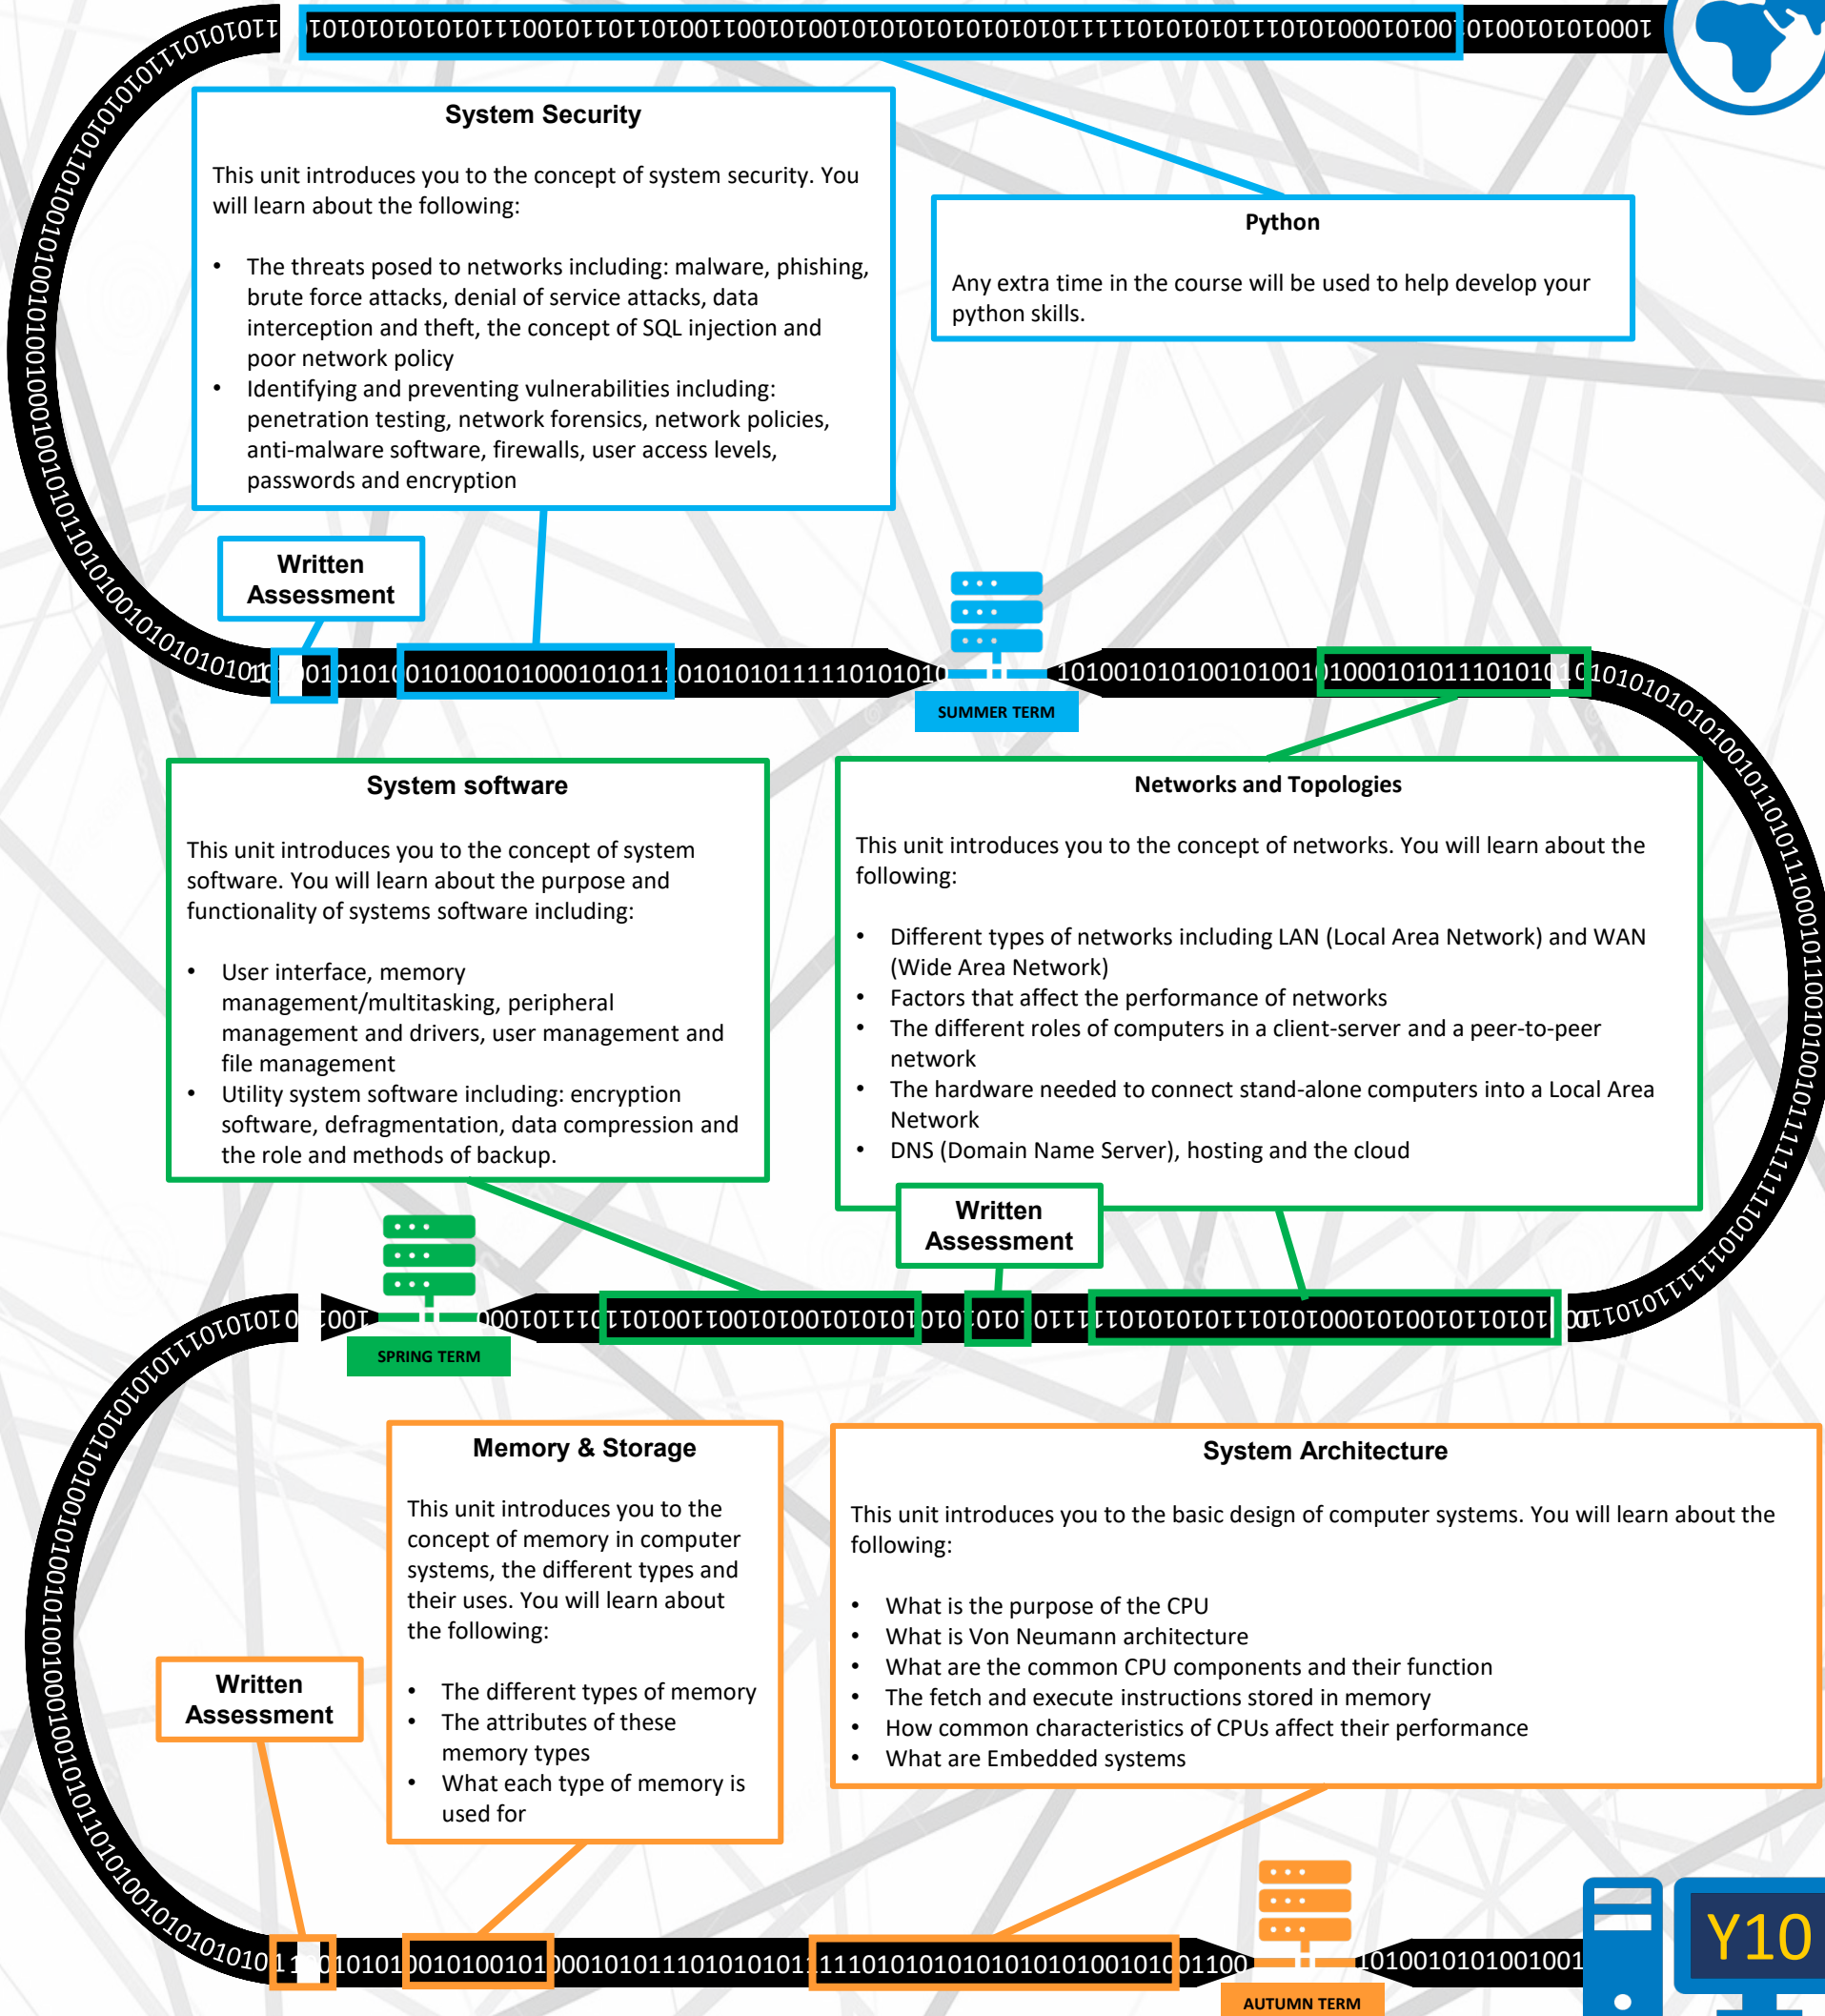 System Security
This unit introduces you to the concept of system security. You
will learn about the following:
• The threats posed to networks including: malware, phishing,
brute force attacks, denial of service attacks, data
interception and theft, the concept of SQL injection and
poor network policy
• Identifying and preventing vulnerabilities including:
penetration testing, network forensics, network policies,
anti-malware software, firewalls, user access levels,
passwords and encryption
Python
Any extra time in the course will be used to help develop your
python skills.
Written
Assessment
SUMMER TERM
System software
This unit introduces you to the concept of system
software. You will learn about the purpose and
functionality of systems software including:
• User interface, memory
management/multitasking, peripheral
management and drivers, user management and
file management
• Utility system software including: encryption
software, defragmentation, data compression and
the role and methods of backup.
Networks and Topologies
This unit introduces you to the concept of networks. You will learn about the
following:
• Different types of networks including LAN (Local Area Network) and WAN
(Wide Area Network)
• Factors that affect the performance of networks
• The different roles of computers in a client-server and a peer-to-peer
network
• The hardware needed to connect stand-alone computers into a Local Area
Network
• DNS (Domain Name Server), hosting and the cloud
Written
Assessment
SPRING TERM
Memory & Storage
This unit introduces you to the
concept of memory in computer
systems, the different types and
their uses. You will learn about
the following:
• The different types of memory
• The attributes of these
memory types
• What each type of memory is
used for
System Architecture
This unit introduces you to the basic design of computer systems. You will learn about the
following:
• What is the purpose of the CPU
• What is Von Neumann architecture
• What are the common CPU components and their function
• The fetch and execute instructions stored in memory
• How common characteristics of CPUs affect their performance
• What are Embedded systems
Written
Assessment
AUTUMN TERM
Y10